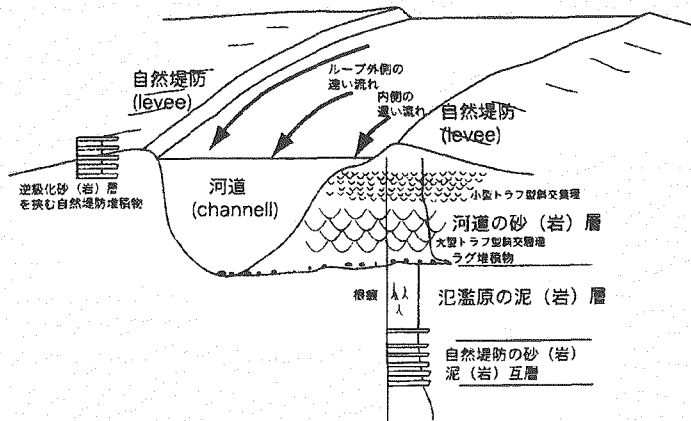 ループ外側の
速い流れ
自然堤防
(levee)
内側の
遅い流れ
自然堤防
(levee)
逆級化砂（岩）層
を挟む自然堤防堆積物
河道
(channell)
小型トラフ型斜交層理
河道の砂（岩）層
大型トラフ型斜交層理
ラグ堆積物
根痕
氾濫原の泥（岩）層
自然堤防の砂（岩）
泥（岩）互層